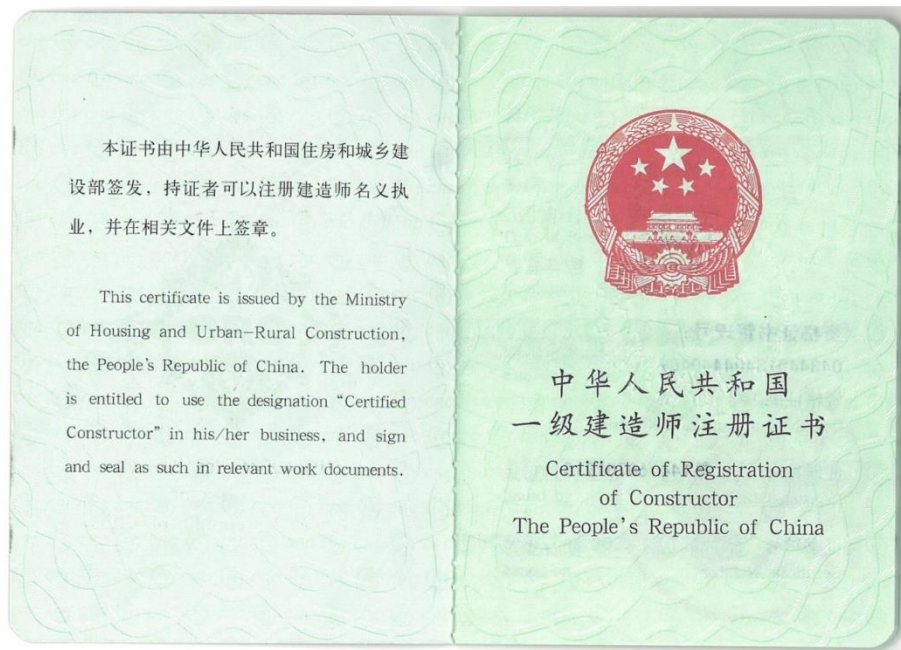 本证书由中华人民共和国住房和城乡建
设部签发，持证者可以注册建造师名义执
业，并在相关文件上签章。
This certificate is issued by the Ministry
of Housing and Urban-Rural Construction,
the People's Republic of China. The holder
is entitled to use the designation “Certified
Constructor” in his/her business, and sign
and seal as such in relevant work documents.
中华人民共和国
一级建造师注册证书
Certificate of Registration
of Constructor
The People's Republic of China